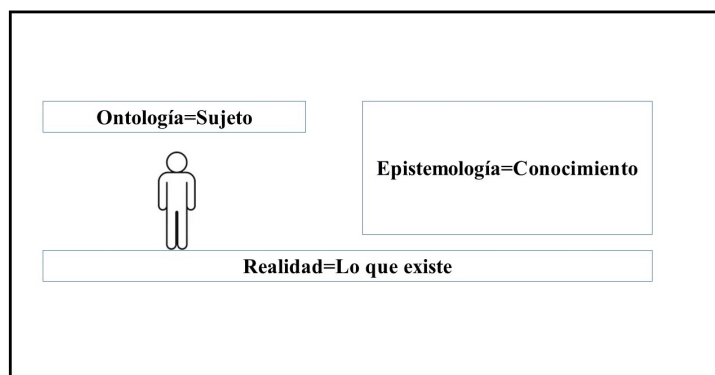 Ontología=Sujeto
Epistemología=Conocimiento
Realidad=Lo que existe